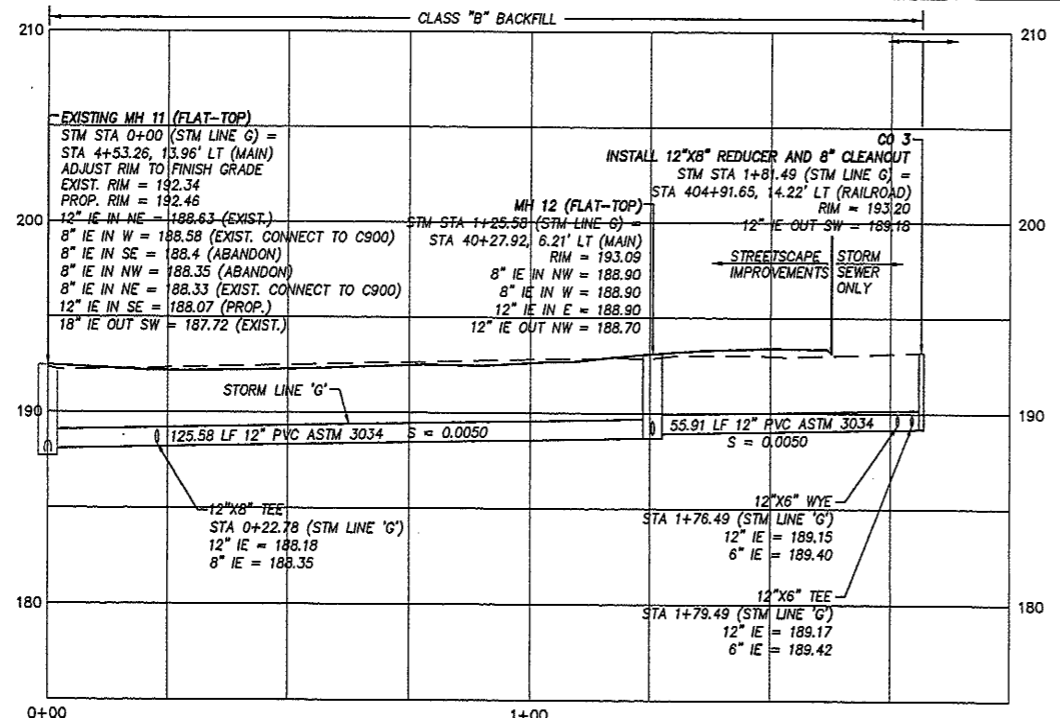 CLASS "B" BACKFILL
210
210
EXISTING MH 11 (FLAT-TOP)
STM STA 0+00 (STM LINE G) =
STA 4+53.26, 13.96' LT (MAIN)
ADJUST RIM TO FINISH GRADE
EXIST. RIM = 192.34
PROP. RIM = 192.46
12" IE IN NE = 188.63 (EXIST.)
8" IE IN W = 188.58 (EXIST. CONNECT TO C900)
8" IE IN SE = 188.4 (ABANDON)
8" IE IN NW = 188.35 (ABANDON)
8" IE IN NE = 188.33 (EXIST. CONNECT TO C900)
12" IE IN SE = 188.07 (PROP.)
18" IE OUT SW = 187.72 (EXIST.)
CO 3
INSTALL 12"X8" REDUCER AND 8" CLEANOUT
STM STA 1+81.49 (STM LINE G) =
STA 404+91.65, 14.22' LT (RAILROAD)
RIM = 193.20
12" IE OUT SW = 189.18
MH 12 (FLAT-TOP)
STM STA 1+25.58 (STM LINE G) =
STA 40+27.92, 6.21' LT (MAIN)
RIM = 193.09
8" IE IN NW = 188.90
8" IE IN W = 188.90
12" IE IN E = 188.90
12" IE OUT NW = 188.70
200
200
STREETSCAPE
IMPROVEMENTS
STORM
SEWER
ONLY
STORM LINE 'G'
190
190
125.58 LF 12" PVC ASTM 3034 S = 0.0050
55.91 LF 12" PVC ASTM 3034
S = 0.0050
12"X8" TEE
STA 0+22.78 (STM LINE 'G')
12" IE = 188.18
8" IE = 188.35
12"X6" WYE
STA 1+76.49 (STM LINE 'G')
12" IE = 189.15
6" IE = 189.40
12"X6" TEE
STA 1+79.49 (STM LINE 'G')
12" IE = 189.17
6" IE = 189.42
180
180
0+00
1+00